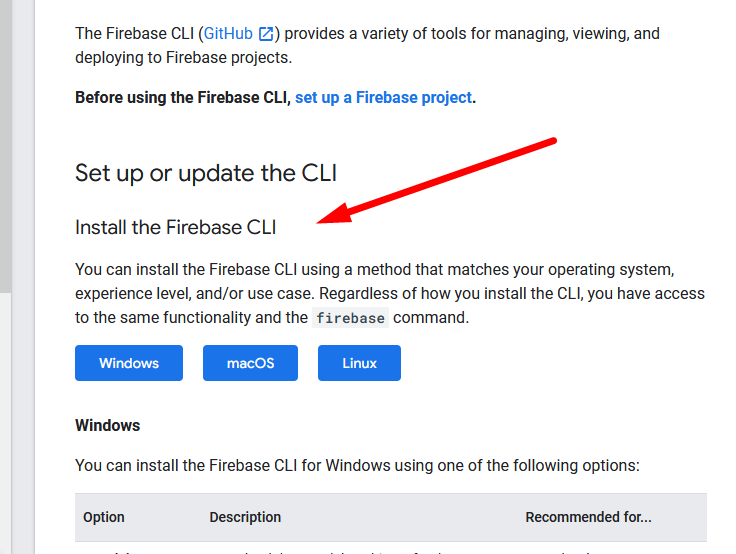 The Firebase CLI (GitHub) provides a variety of tools for managing, viewing, and
deploying to Firebase projects.
Before using the Firebase CLI, set up a Firebase project.
Set up or update the CLI
Install the Firebase CLI
You can install the Firebase CLI using a method that matches your operating system,
experience level, and/or use case. Regardless of how you install the CLI, you have access
to the same functionality and the firebase command.
Windows macOS Linux
Windows
You can install the Firebase CLI for Windows using one of the following options:
Option Description Recommended for...